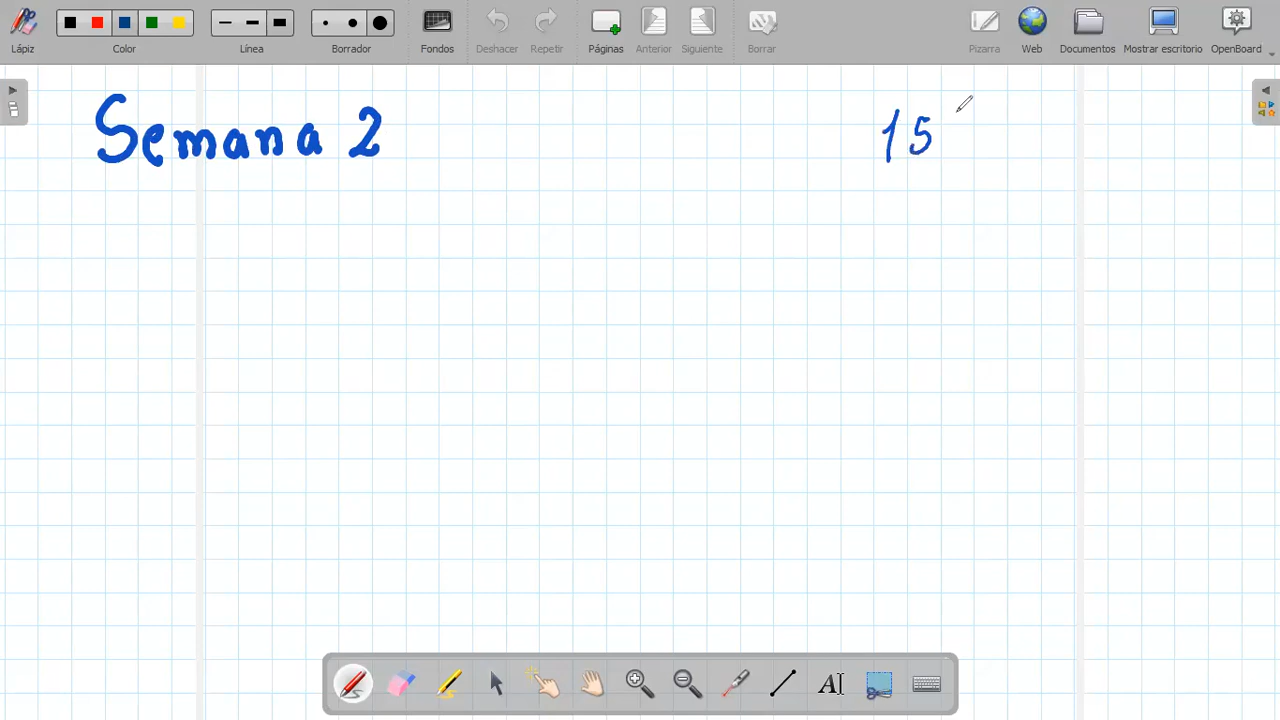 Lápiz Color Línea Borrador Fondos Deshacer Repetir Páginas Anterior Siguiente Borrar Pizarra Web Documentos Mostrar escritorio OpenBoard
Semana 2 15
AI